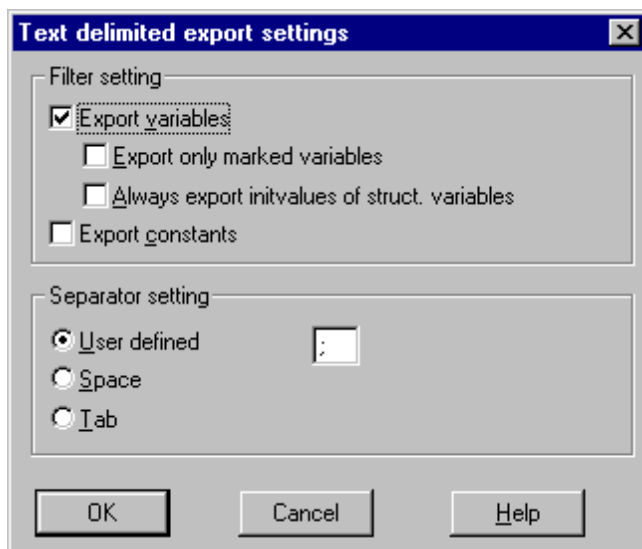 Text delimited export settings
Filter setting
Export variables
Export only marked variables
Always export initvalues of struct. variables
Export constants
Separator setting
User defined ;
Space
Tab
OK Cancel Help